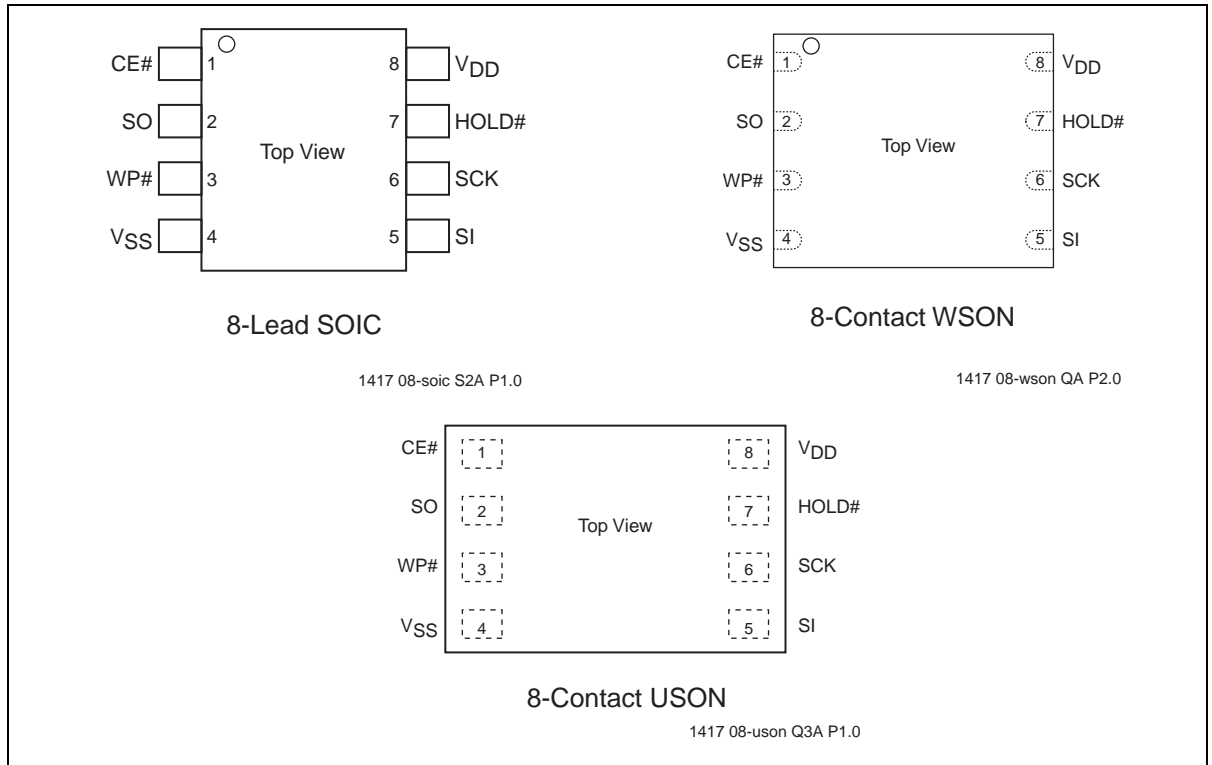 CE# 1 8 VDD
SO 2 7 HOLD#
Top View
WP# 3 6 SCK
VSS 4 5 SI
8-Lead SOIC
1417 08-soic S2A P1.0
CE# 1 8 VDD
SO 2 7 HOLD#
Top View
WP# 3 6 SCK
VSS 4 5 SI
8-Contact WSON
1417 08-wson QA P2.0
CE# 1 8 VDD
SO 2 7 HOLD#
Top View
WP# 3 6 SCK
VSS 4 5 SI
8-Contact USON
1417 08-uson Q3A P1.0